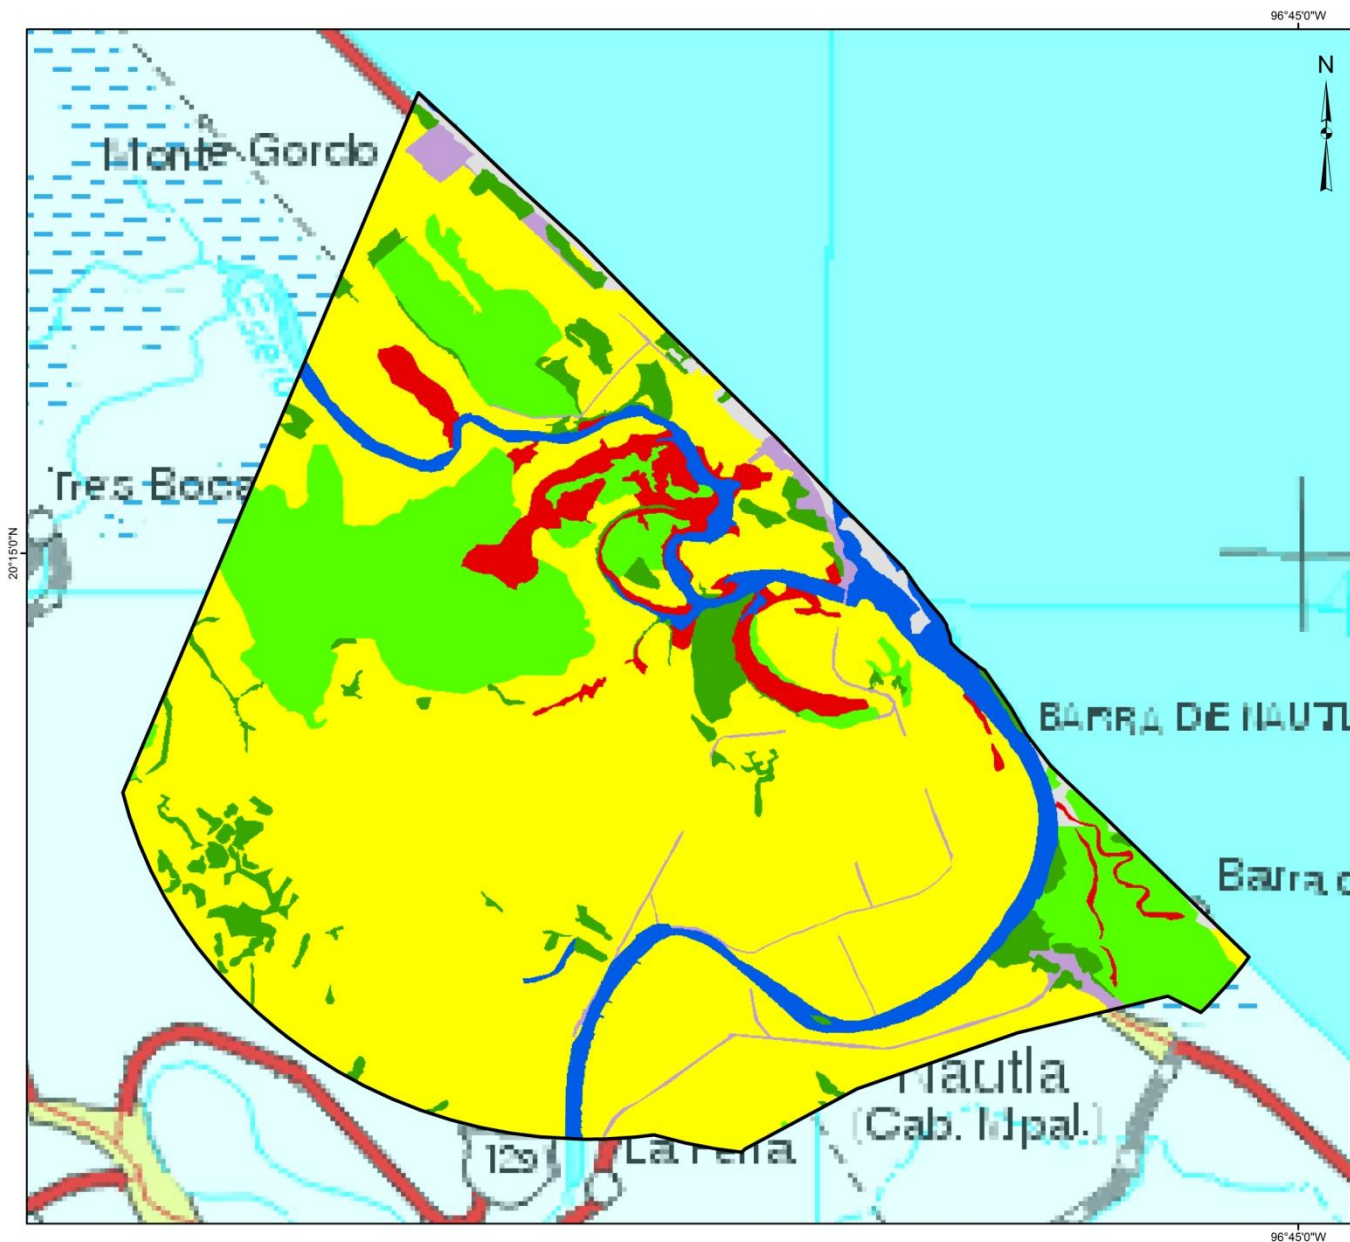 96°45'0"W
N
Monte Gordo
Estero
Tres Boca
20°15'0"N
BARRA DE NAUTL
Barra d
Nautla
(Cab. Mpal.)
129
La Peña
96°45'0"W